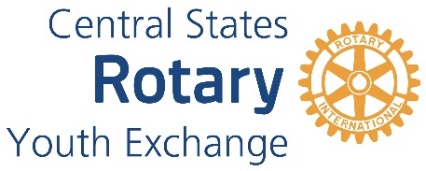 Central States
Rotary
Youth Exchange
ROTARY
INTERNATIONAL